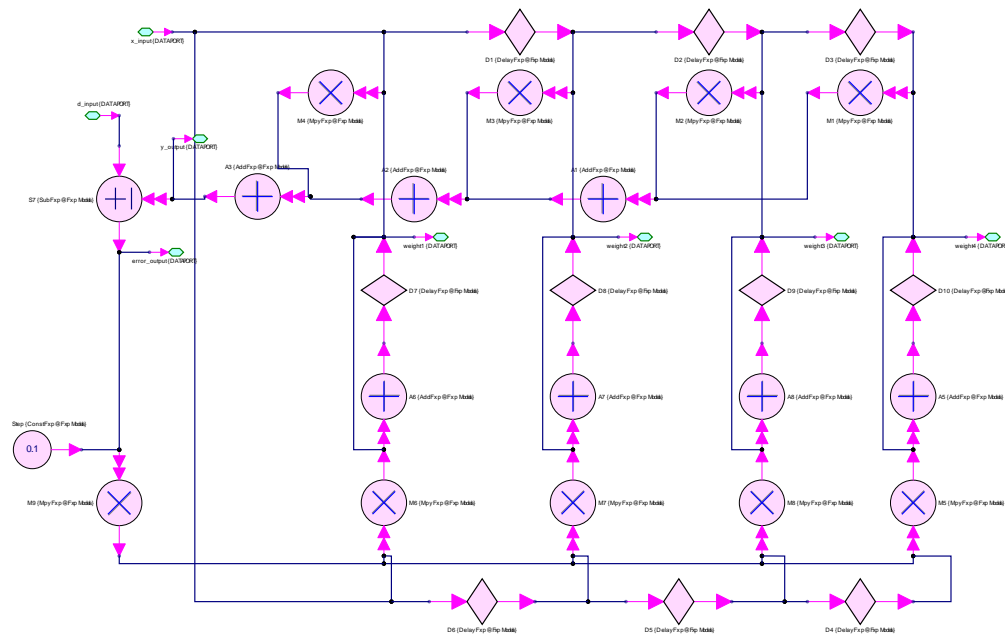 x_input (DATAPORT)
D1 (DelayFxp@Fxp Models)
D2 (DelayFxp@Fxp Models)
D3 (DelayFxp@Fxp Models)
d_input (DATAPORT)
M4 (MpyFxp@Fxp Models)
M3 (MpyFxp@Fxp Models)
M2 (MpyFxp@Fxp Models)
M1 (MpyFxp@Fxp Models)
y_output (DATAPORT)
A3 (AddFxp@Fxp Models)
A2 (AddFxp@Fxp Models)
A1 (AddFxp@Fxp Models)
S7 (SubFxp@Fxp Models)
weight1 (DATAPORT)
weight2 (DATAPORT)
weight3 (DATAPORT)
weight4 (DATAPORT)
error_output (DATAPORT)
D7 (DelayFxp@Fxp Models)
D8 (DelayFxp@Fxp Models)
D9 (DelayFxp@Fxp Models)
D10 (DelayFxp@Fxp Models)
A6 (AddFxp@Fxp Models)
A7 (AddFxp@Fxp Models)
A8 (AddFxp@Fxp Models)
A5 (AddFxp@Fxp Models)
Step (ConstFxp@Fxp Models)
0.1
M9 (MpyFxp@Fxp Models)
M6 (MpyFxp@Fxp Models)
M7 (MpyFxp@Fxp Models)
M8 (MpyFxp@Fxp Models)
M5 (MpyFxp@Fxp Models)
D6 (DelayFxp@Fxp Models)
D5 (DelayFxp@Fxp Models)
D4 (DelayFxp@Fxp Models)